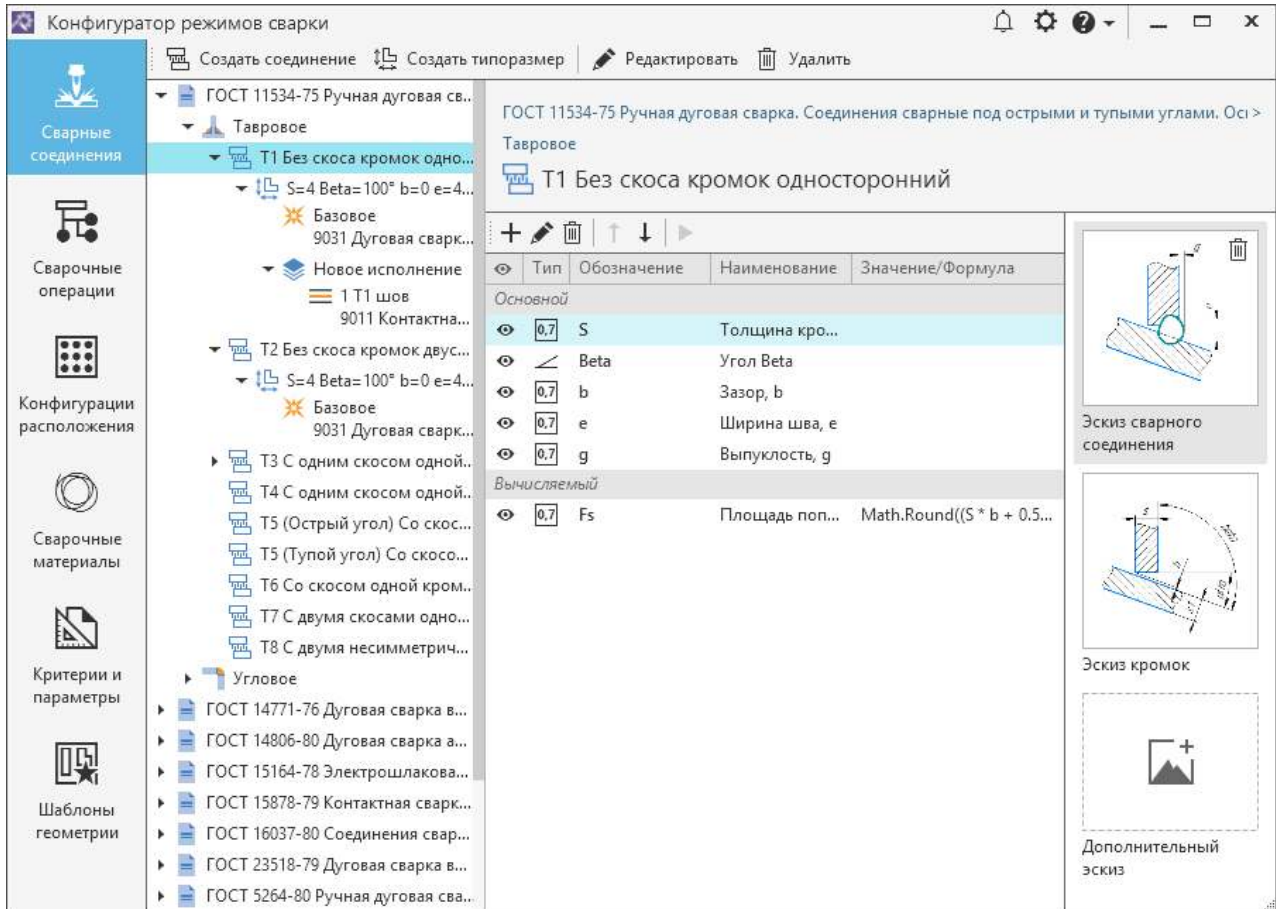 Конфигуратор режимов сварки
Создать соединение
Создать типоразмер
Редактировать
Удалить
Сварные
соединения
Сварочные
операции
Конфигурации
расположения
Сварочные
материалы
Критерии и
параметры
Шаблоны
геометрии
ГОСТ 11534-75 Ручная дуговая св...
Тавровое
Т1 Без скоса кромок одно...
S=4 Beta=100° b=0 e=4...
Базовое
9031 Дуговая сварк...
Новое исполнение
1 Т1 шов
9011 Контактна...
Т2 Без скоса кромок двус...
S=4 Beta=100° b=0 e=4...
Базовое
9031 Дуговая сварк...
Т3 С одним скосом одной...
Т4 С одним скосом одной...
Т5 (Острый угол) Со скос...
Т5 (Тупой угол) Со скосо...
Т6 Со скосом одной кром...
Т7 С двумя скосами одно...
Т8 С двумя несимметрич...
Угловое
ГОСТ 14771-76 Дуговая сварка в...
ГОСТ 14806-80 Дуговая сварка а...
ГОСТ 15164-78 Электрошлакова...
ГОСТ 15878-79 Контактная сварк...
ГОСТ 16037-80 Соединения свар...
ГОСТ 23518-79 Дуговая сварка в...
ГОСТ 5264-80 Ручная дуговая сва...
ГОСТ 11534-75 Ручная дуговая сварка. Соединения сварные под острыми и тупыми углами. Осн >
Тавровое
Т1 Без скоса кромок односторонний
Тип Обозначение Наименование Значение/Формула
Основной
0,7 S Толщина кро...
Beta Угол Beta
0,7 b Зазор, b
0,7 e Ширина шва, e
0,7 g Выпуклость, g
Вычисляемый
0,7 Fs Площадь поп... Math.Round((S * b + 0.5...
Эскиз сварного
соединения
Эскиз кромок
Дополнительный
эскиз